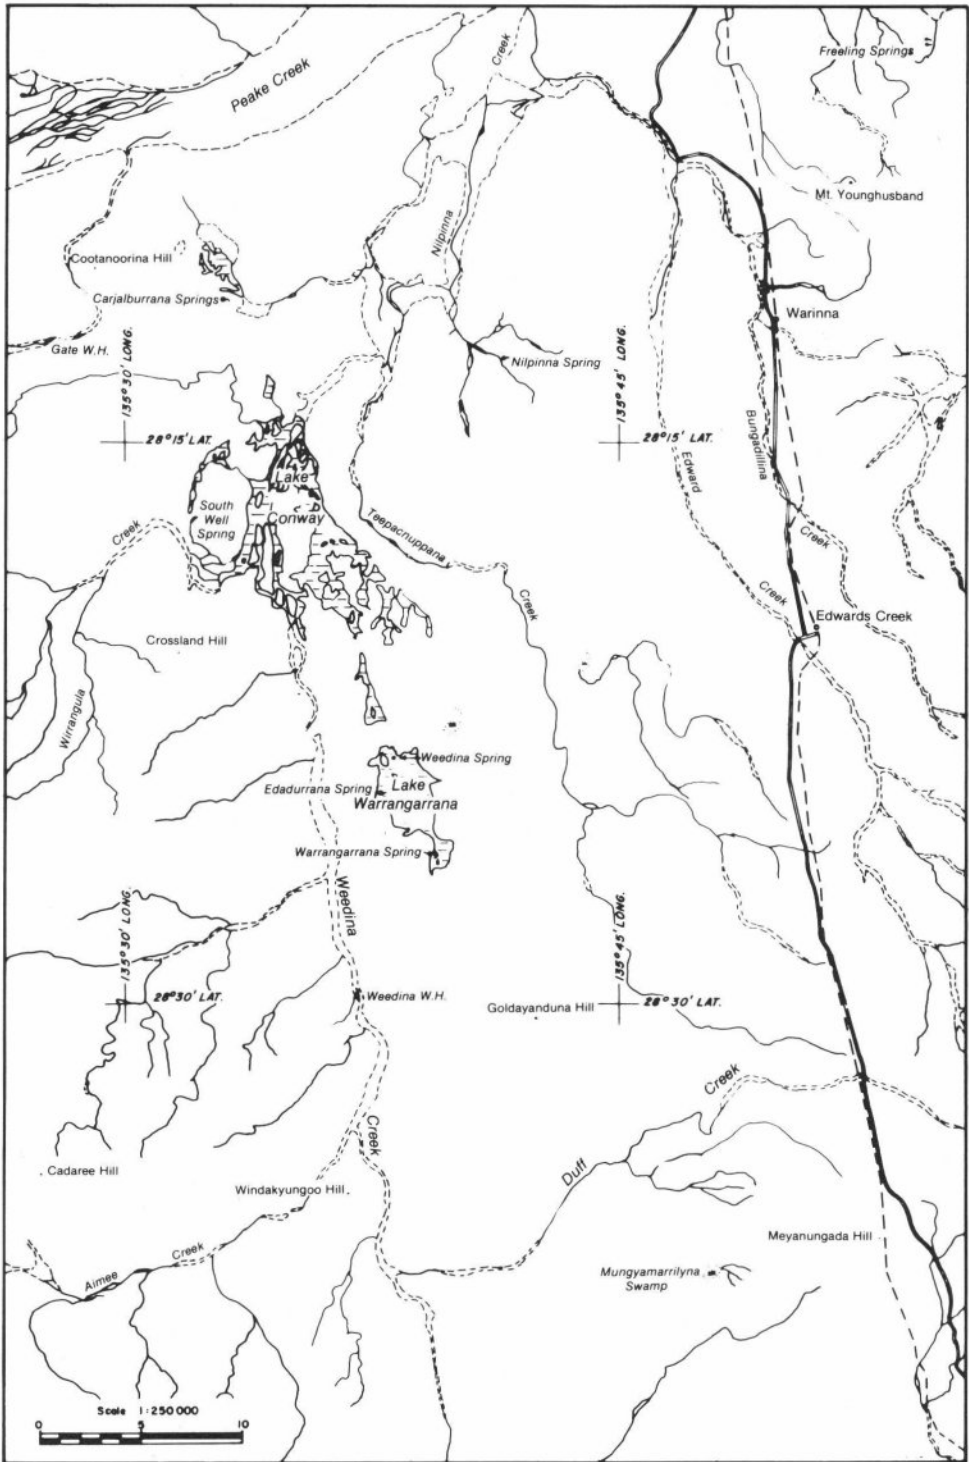 Creek
Freeling Springs
Peake Creek
Mt. Younghusband
Nilpinna
Cootanoorina Hill
Carjalburrana Springs
Warinna
Gate W.H.
Nilpinna Spring
135° 30' LONG.
135° 45' LONG.
28° 15' LAT.
28° 15' LAT.
Bungadillina
Edward
Lake
Conway
South
Well
Spring
Teepacnuppana
Creek
Creek
Creek
Creek
Edwards Creek
Crossland Hill
Wirrangula
Weedina Spring
Edadurrana Spring
Lake
Warrangarrana
Warrangarrana Spring
Weedina
135° 30' LONG.
135° 45' LONG.
28° 30' LAT.
Weedina W.H.
Goldayanduna Hill
28° 30' LAT.
Creek
Creek
Duff
Cadaree Hill
Windakyungoo Hill
Meyanungada Hill
Creek
Aimee
Mungyamarrilyna
Swamp
Scale 1:250 000
0 5 10